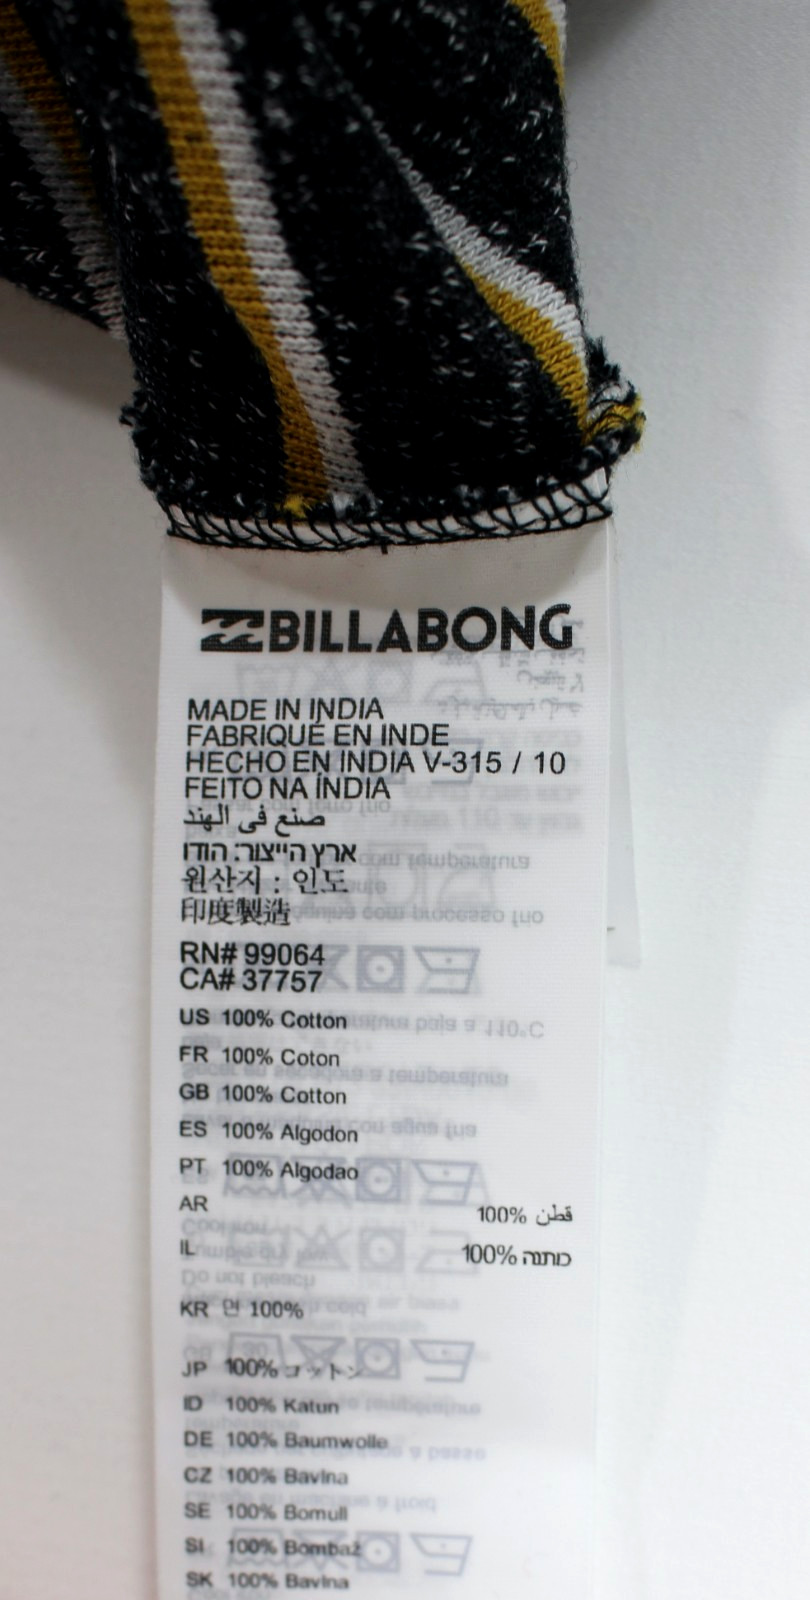 BILLABONG
MADE IN INDIA
FABRIQUÉ EN INDE
HECHO EN INDIA V-315 / 10
FEITO NA ÍNDIA
صنع في الهند
ארץ הייצור: הודו
원산지 : 인도
印度製造
RN# 99064
CA# 37757
US 100% Cotton
FR 100% Coton
GB 100% Cotton
ES 100% Algodon
PT 100% Algodao
AR 100% قطن
IL 100% כותנה
KR 면 100%
JP 100% コットン
ID 100% Katun
DE 100% Baumwolle
CZ 100% Bavlna
SE 100% Bomull
SI 100% Bombaž
SK 100% Bavlna